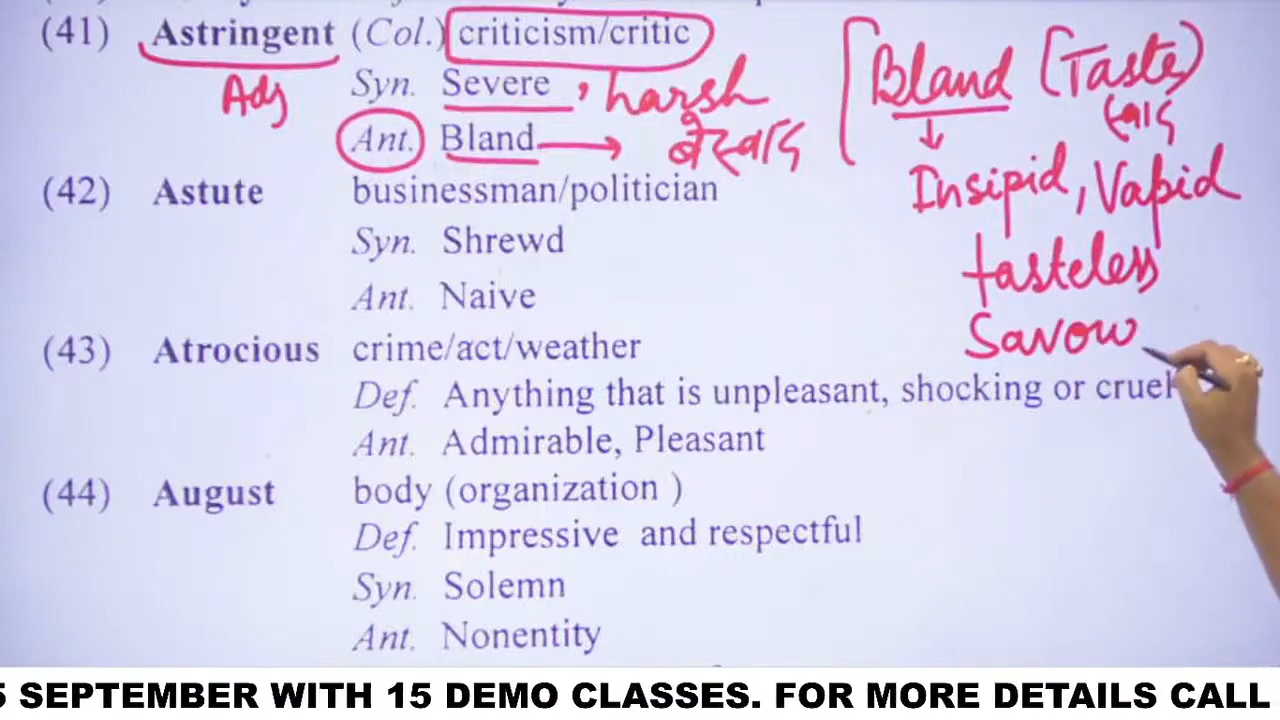 (41) Astringent (Col.) criticism/critic
Adj
Syn. Severe, harsh
Ant. Bland → बेस्वाद
Bland (Taste)
स्वाद
↓
Insipid, Vapid
tasteless
Savou
(42) Astute businessman/politician
Syn. Shrewd
Ant. Naive
(43) Atrocious crime/act/weather
Def. Anything that is unpleasant, shocking or cruel
Ant. Admirable, Pleasant
(44) August body (organization )
Def. Impressive and respectful
Syn. Solemn
Ant. Nonentity
SEPTEMBER WITH 15 DEMO CLASSES. FOR MORE DETAILS CALL